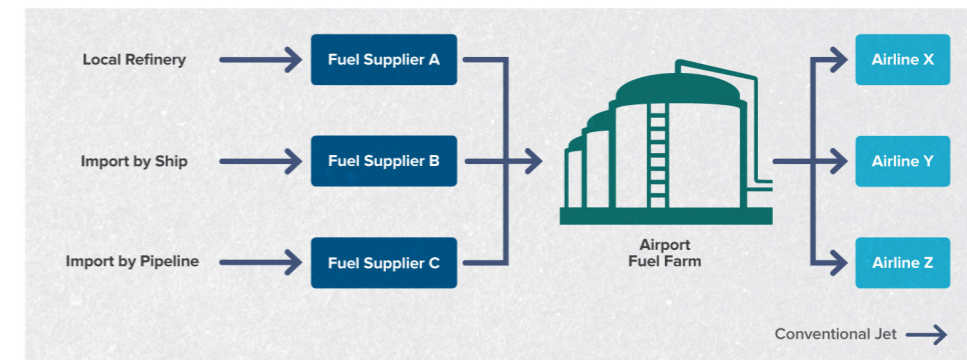 Local Refinery
Fuel Supplier A
Airline X
Import by Ship
Fuel Supplier B
Airline Y
Import by Pipeline
Fuel Supplier C
Airport
Fuel Farm
Airline Z
Conventional Jet